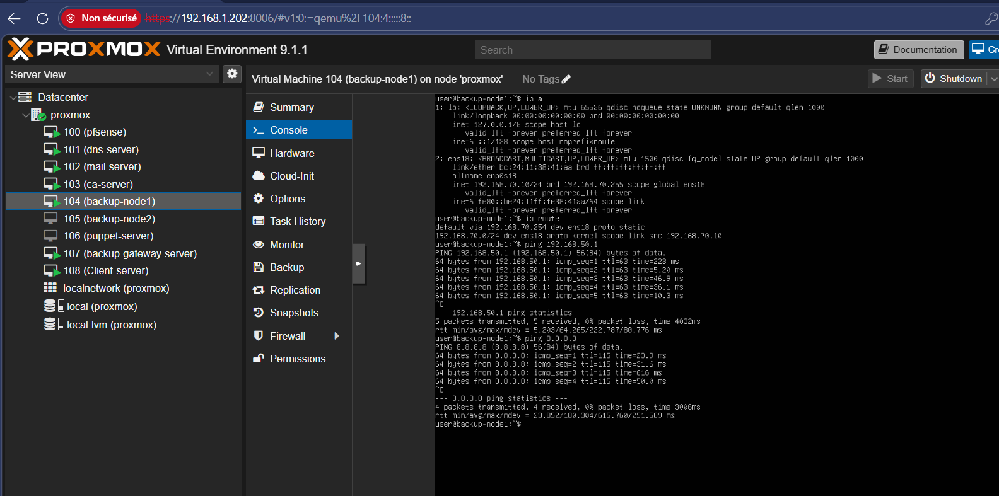 Non sécurisé https://192.168.1.202:8006/#v1:0:=qemu%2F104:4:::::8::
PROXMOX Virtual Environment 9.1.1
Search
Documentation
Server View
Virtual Machine 104 (backup-node1) on node 'proxmox'
No Tags
Start
Shutdown
Datacenter
proxmox
100 (pfsense)
101 (dns-server)
102 (mail-server)
103 (ca-server)
104 (backup-node1)
105 (backup-node2)
106 (puppet-server)
107 (backup-gateway-server)
108 (Client-server)
localnetwork (proxmox)
local (proxmox)
local-lvm (proxmox)
Summary
>_ Console
Hardware
Cloud-Init
Options
Task History
Monitor
Backup
Replication
Snapshots
Firewall
Permissions
user@backup-node1:~$ ip a
1: lo: <LOOPBACK,UP,LOWER_UP> mtu 65536 qdisc noqueue state UNKNOWN group default qlen 1000
link/loopback 00:00:00:00:00:00 brd 00:00:00:00:00:00
inet 127.0.0.1/8 scope host lo
valid_lft forever preferred_lft forever
inet6 ::1/128 scope host noprefixroute
valid_lft forever preferred_lft forever
2: ens18: <BROADCAST,MULTICAST,UP,LOWER_UP> mtu 1500 qdisc fq_codel state UP group default qlen 1000
link/ether bc:24:11:38:41:aa brd ff:ff:ff:ff:ff:ff
altname enp0s18
inet 192.168.70.10/24 brd 192.168.70.255 scope global ens18
valid_lft forever preferred_lft forever
inet6 fe80::be24:11ff:fe38:41aa/64 scope link
valid_lft forever preferred_lft forever
user@backup-node1:~$ ip route
default via 192.168.70.254 dev ens18 proto static
192.168.70.0/24 dev ens18 proto kernel scope link src 192.168.70.10
user@backup-node1:~$ ping 192.168.50.1
PING 192.168.50.1 (192.168.50.1) 56(84) bytes of data.
64 bytes from 192.168.50.1: icmp_seq=1 ttl=63 time=223 ms
64 bytes from 192.168.50.1: icmp_seq=2 ttl=63 time=5.20 ms
64 bytes from 192.168.50.1: icmp_seq=3 ttl=63 time=46.9 ms
64 bytes from 192.168.50.1: icmp_seq=4 ttl=63 time=36.1 ms
64 bytes from 192.168.50.1: icmp_seq=5 ttl=63 time=10.3 ms
^C
--- 192.168.50.1 ping statistics ---
5 packets transmitted, 5 received, 0% packet loss, time 4032ms
rtt min/avg/max/mdev = 5.203/64.265/222.787/80.776 ms
user@backup-node1:~$ ping 8.8.8.8
PING 8.8.8.8 (8.8.8.8) 56(84) bytes of data.
64 bytes from 8.8.8.8: icmp_seq=1 ttl=115 time=23.9 ms
64 bytes from 8.8.8.8: icmp_seq=2 ttl=115 time=31.6 ms
64 bytes from 8.8.8.8: icmp_seq=3 ttl=115 time=616 ms
64 bytes from 8.8.8.8: icmp_seq=4 ttl=115 time=50.0 ms
^C
--- 8.8.8.8 ping statistics ---
4 packets transmitted, 4 received, 0% packet loss, time 3006ms
rtt min/avg/max/mdev = 23.852/180.304/615.760/251.589 ms
user@backup-node1:~$